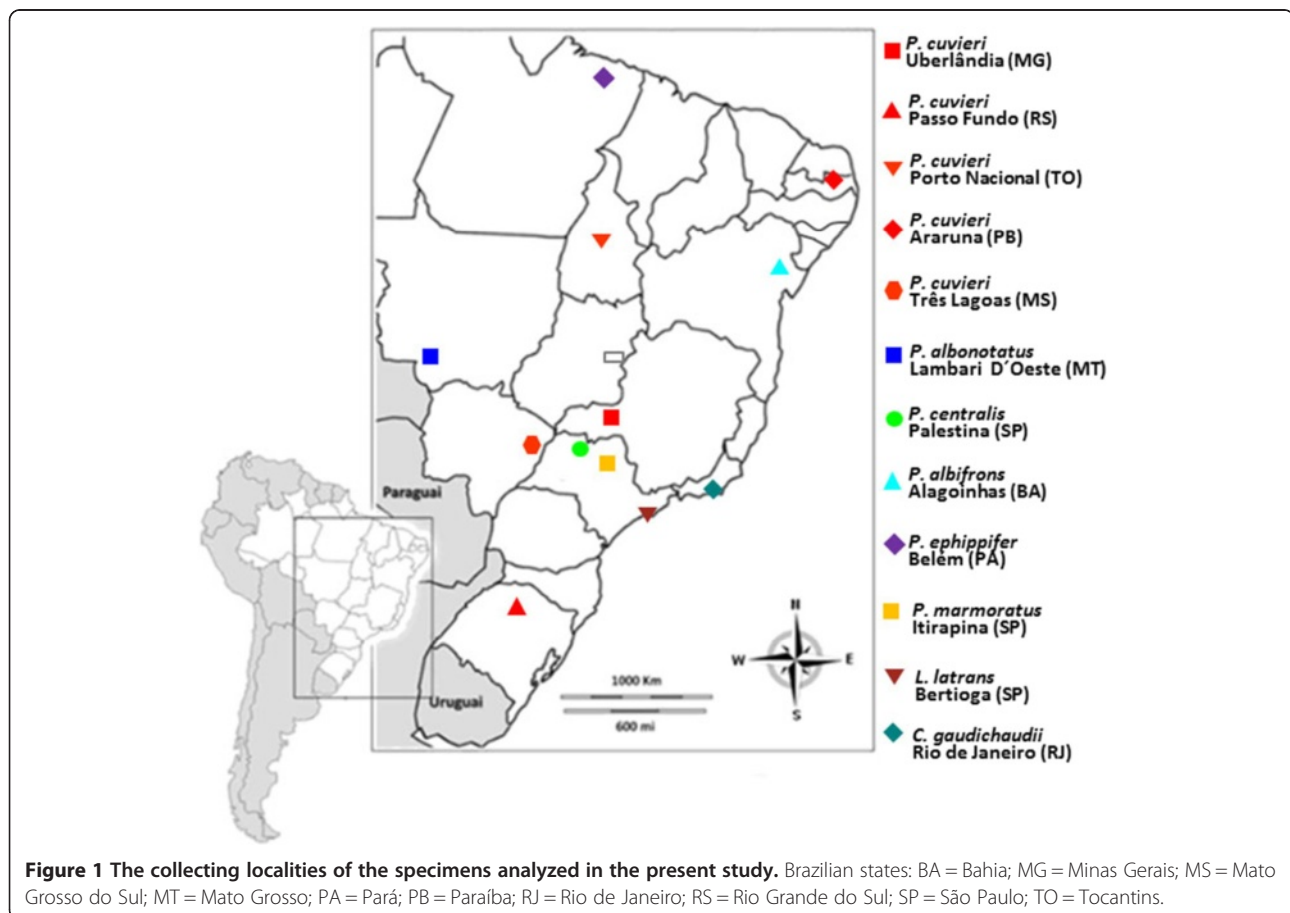 P. cuvieri
Uberlândia (MG)
P. cuvieri
Passo Fundo (RS)
P. cuvieri
Porto Nacional (TO)
P. cuvieri
Araruna (PB)
P. cuvieri
Três Lagoas (MS)
P. albonotatus
Lambari D´Oeste (MT)
P. centralis
Palestina (SP)
P. albifrons
Alagoinhas (BA)
P. ephippifer
Belém (PA)
P. marmoratus
Itirapina (SP)
L. latrans
Bertioga (SP)
C. gaudichaudii
Rio de Janeiro (RJ)
Paraguai
Uruguai
N
W
E
S
1000 Km
600 mi
Figure 1 The collecting localities of the specimens analyzed in the present study. Brazilian states: BA = Bahia; MG = Minas Gerais; MS = Mato
Grosso do Sul; MT = Mato Grosso; PA = Pará; PB = Paraíba; RJ = Rio de Janeiro; RS = Rio Grande do Sul; SP = São Paulo; TO = Tocantins.